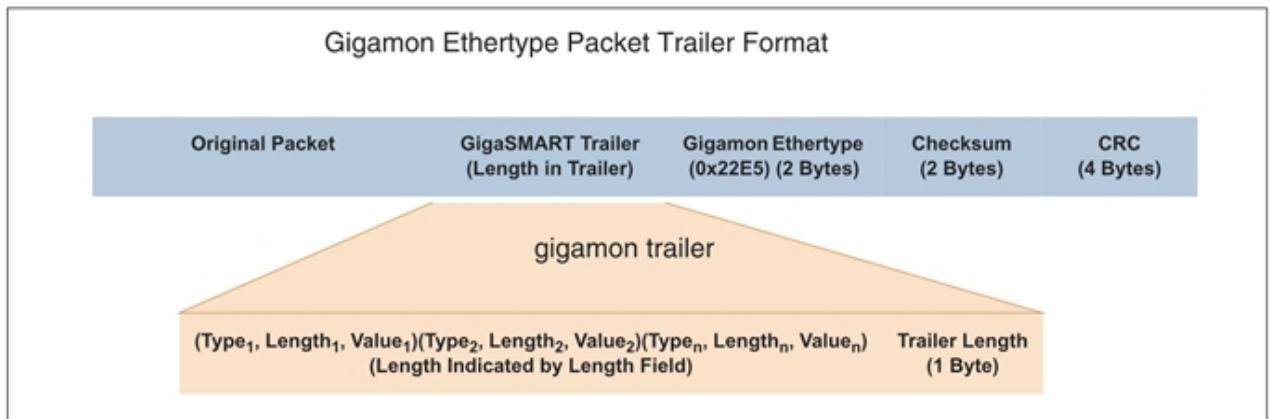 Gigamon Ethertype Packet Trailer Format
Original Packet
GigaSMART Trailer
(Length in Trailer)
Gigamon Ethertype
(0x22E5) (2 Bytes)
Checksum
(2 Bytes)
CRC
(4 Bytes)
gigamon trailer
(Type1, Length1, Value1)(Type2, Length2, Value2)(Typen, Lengthn, Valuen)
(Length Indicated by Length Field)
Trailer Length
(1 Byte)